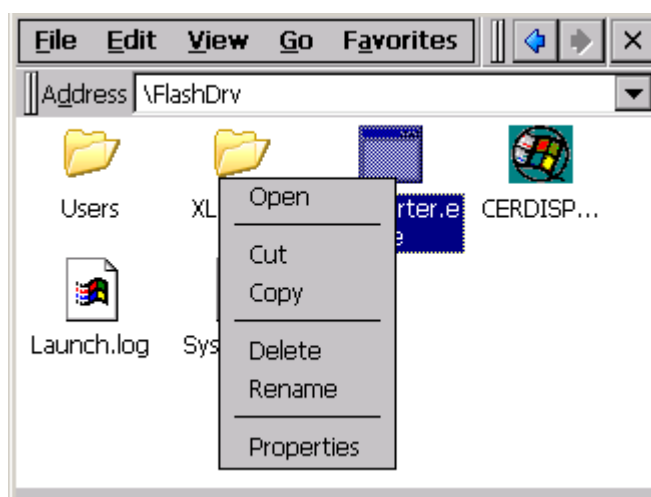 File Edit View Go Favorites
Address \FlashDrv
Users XL rter.e CERDISP...
Open
Cut
Copy
Launch.log Sys
Delete
Rename
Properties